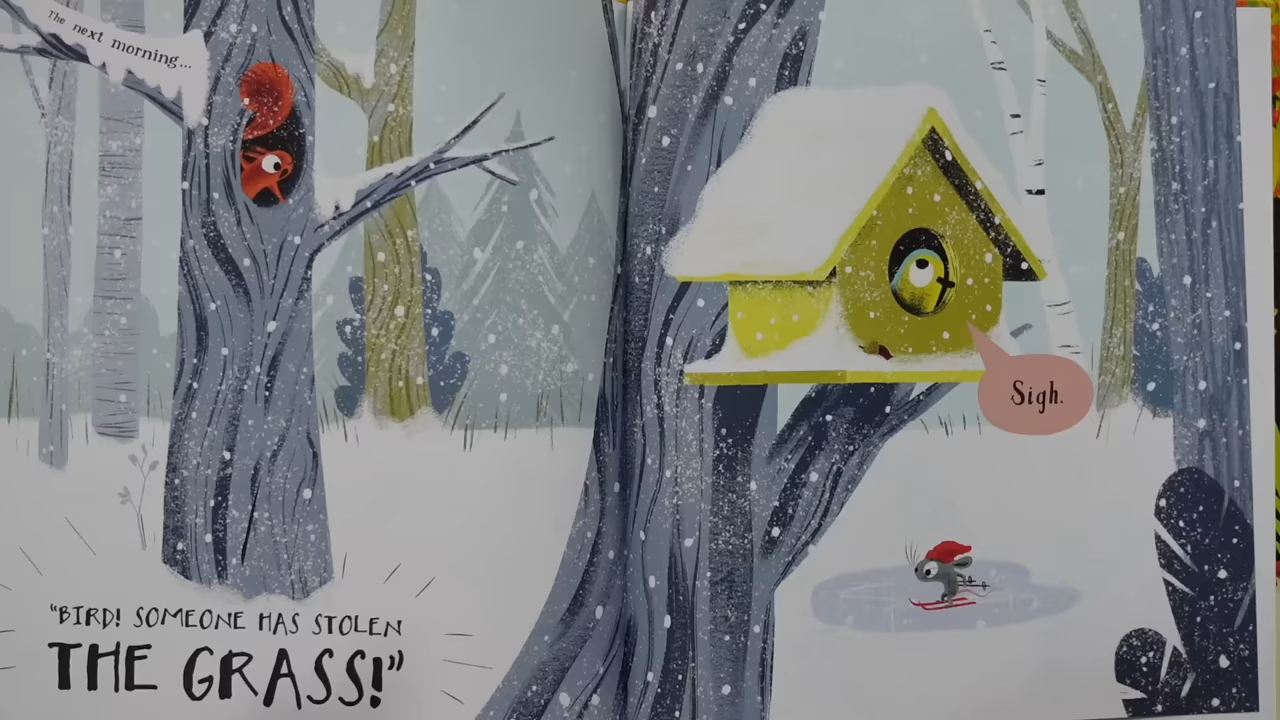 The next morning...
Sigh.
"BIRD! SOMEONE HAS STOLEN
THE GRASS!"